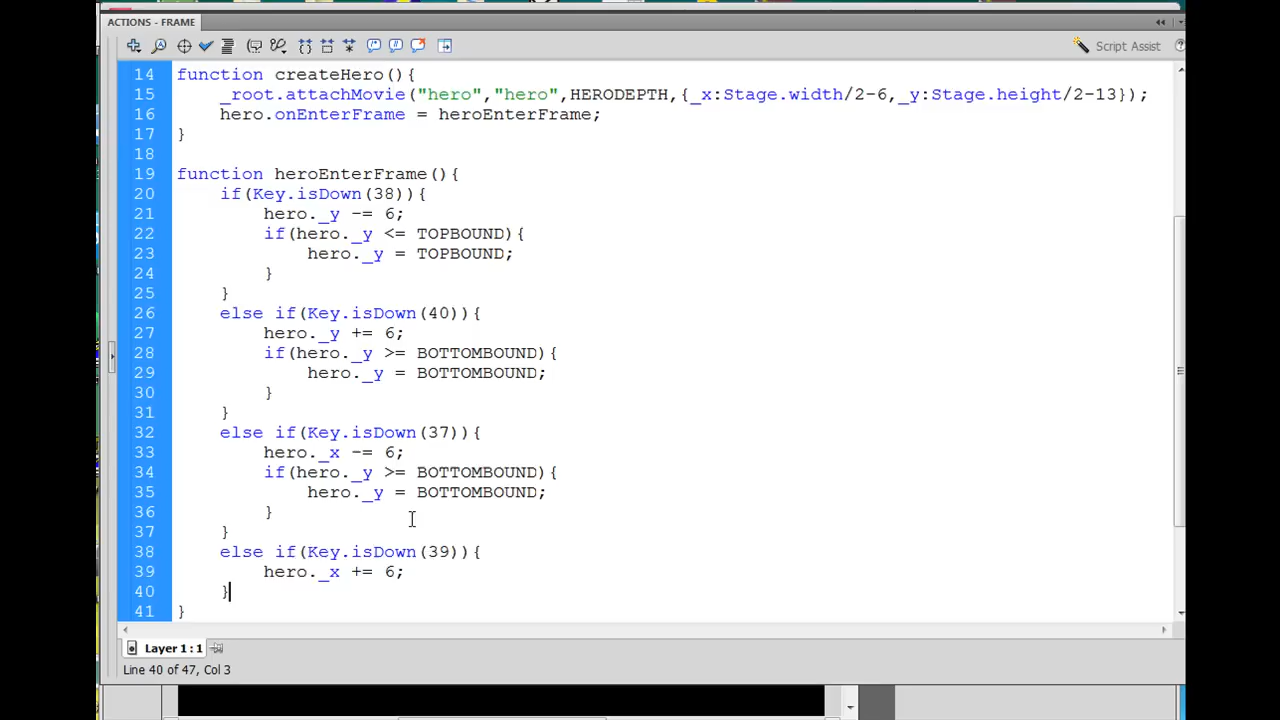 ACTIONS - FRAME
Script Assist
14 function createHero(){
15 _root.attachMovie("hero","hero",HERODEPTH,{_x:Stage.width/2-6,_y:Stage.height/2-13});
16 hero.onEnterFrame = heroEnterFrame;
17 }
18
19 function heroEnterFrame(){
20 if(Key.isDown(38)){
21 hero._y -= 6;
22 if(hero._y <= TOPBOUND){
23 hero._y = TOPBOUND;
24 }
25 }
26 else if(Key.isDown(40)){
27 hero._y += 6;
28 if(hero._y >= BOTTOMBOUND){
29 hero._y = BOTTOMBOUND;
30 }
31 }
32 else if(Key.isDown(37)){
33 hero._x -= 6;
34 if(hero._y >= BOTTOMBOUND){
35 hero._y = BOTTOMBOUND;
36 }
37 }
38 else if(Key.isDown(39)){
39 hero._x += 6;
40 }
41 }
Layer 1 : 1
Line 40 of 47, Col 3